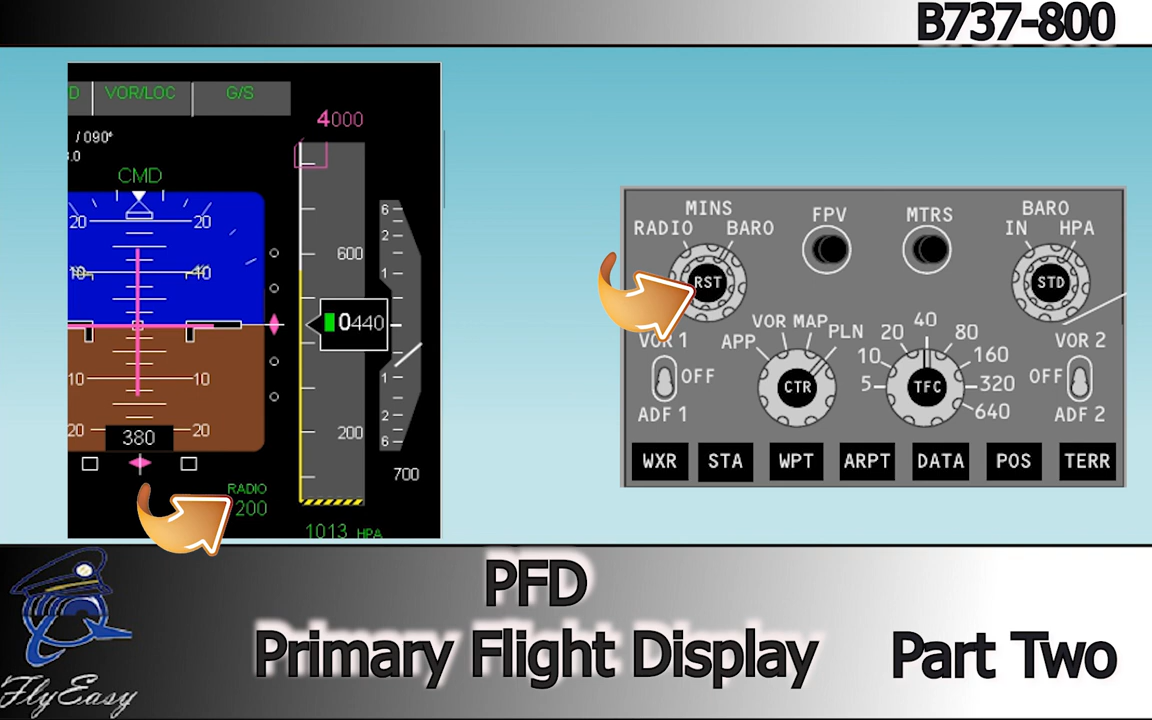 B737-800
D VOR/LOC G/S
4000
/ 090°
3.0
CMD
20 20
10 10
10 10
20 20
380
600
0440
200
6
2
1
1
2
6
700
RADIO
200
1013 HPA
MINS
RADIO BARO
RST
FPV
MTRS
BARO
IN HPA
STD
VOR 1
OFF
ADF 1
APP VOR MAP PLN
CTR
5 10 20 40 80 160 320 640
TFC
VOR 2
OFF
ADF 2
WXR STA WPT ARPT DATA POS TERR
PFD
Primary Flight Display Part Two
FlyEasy